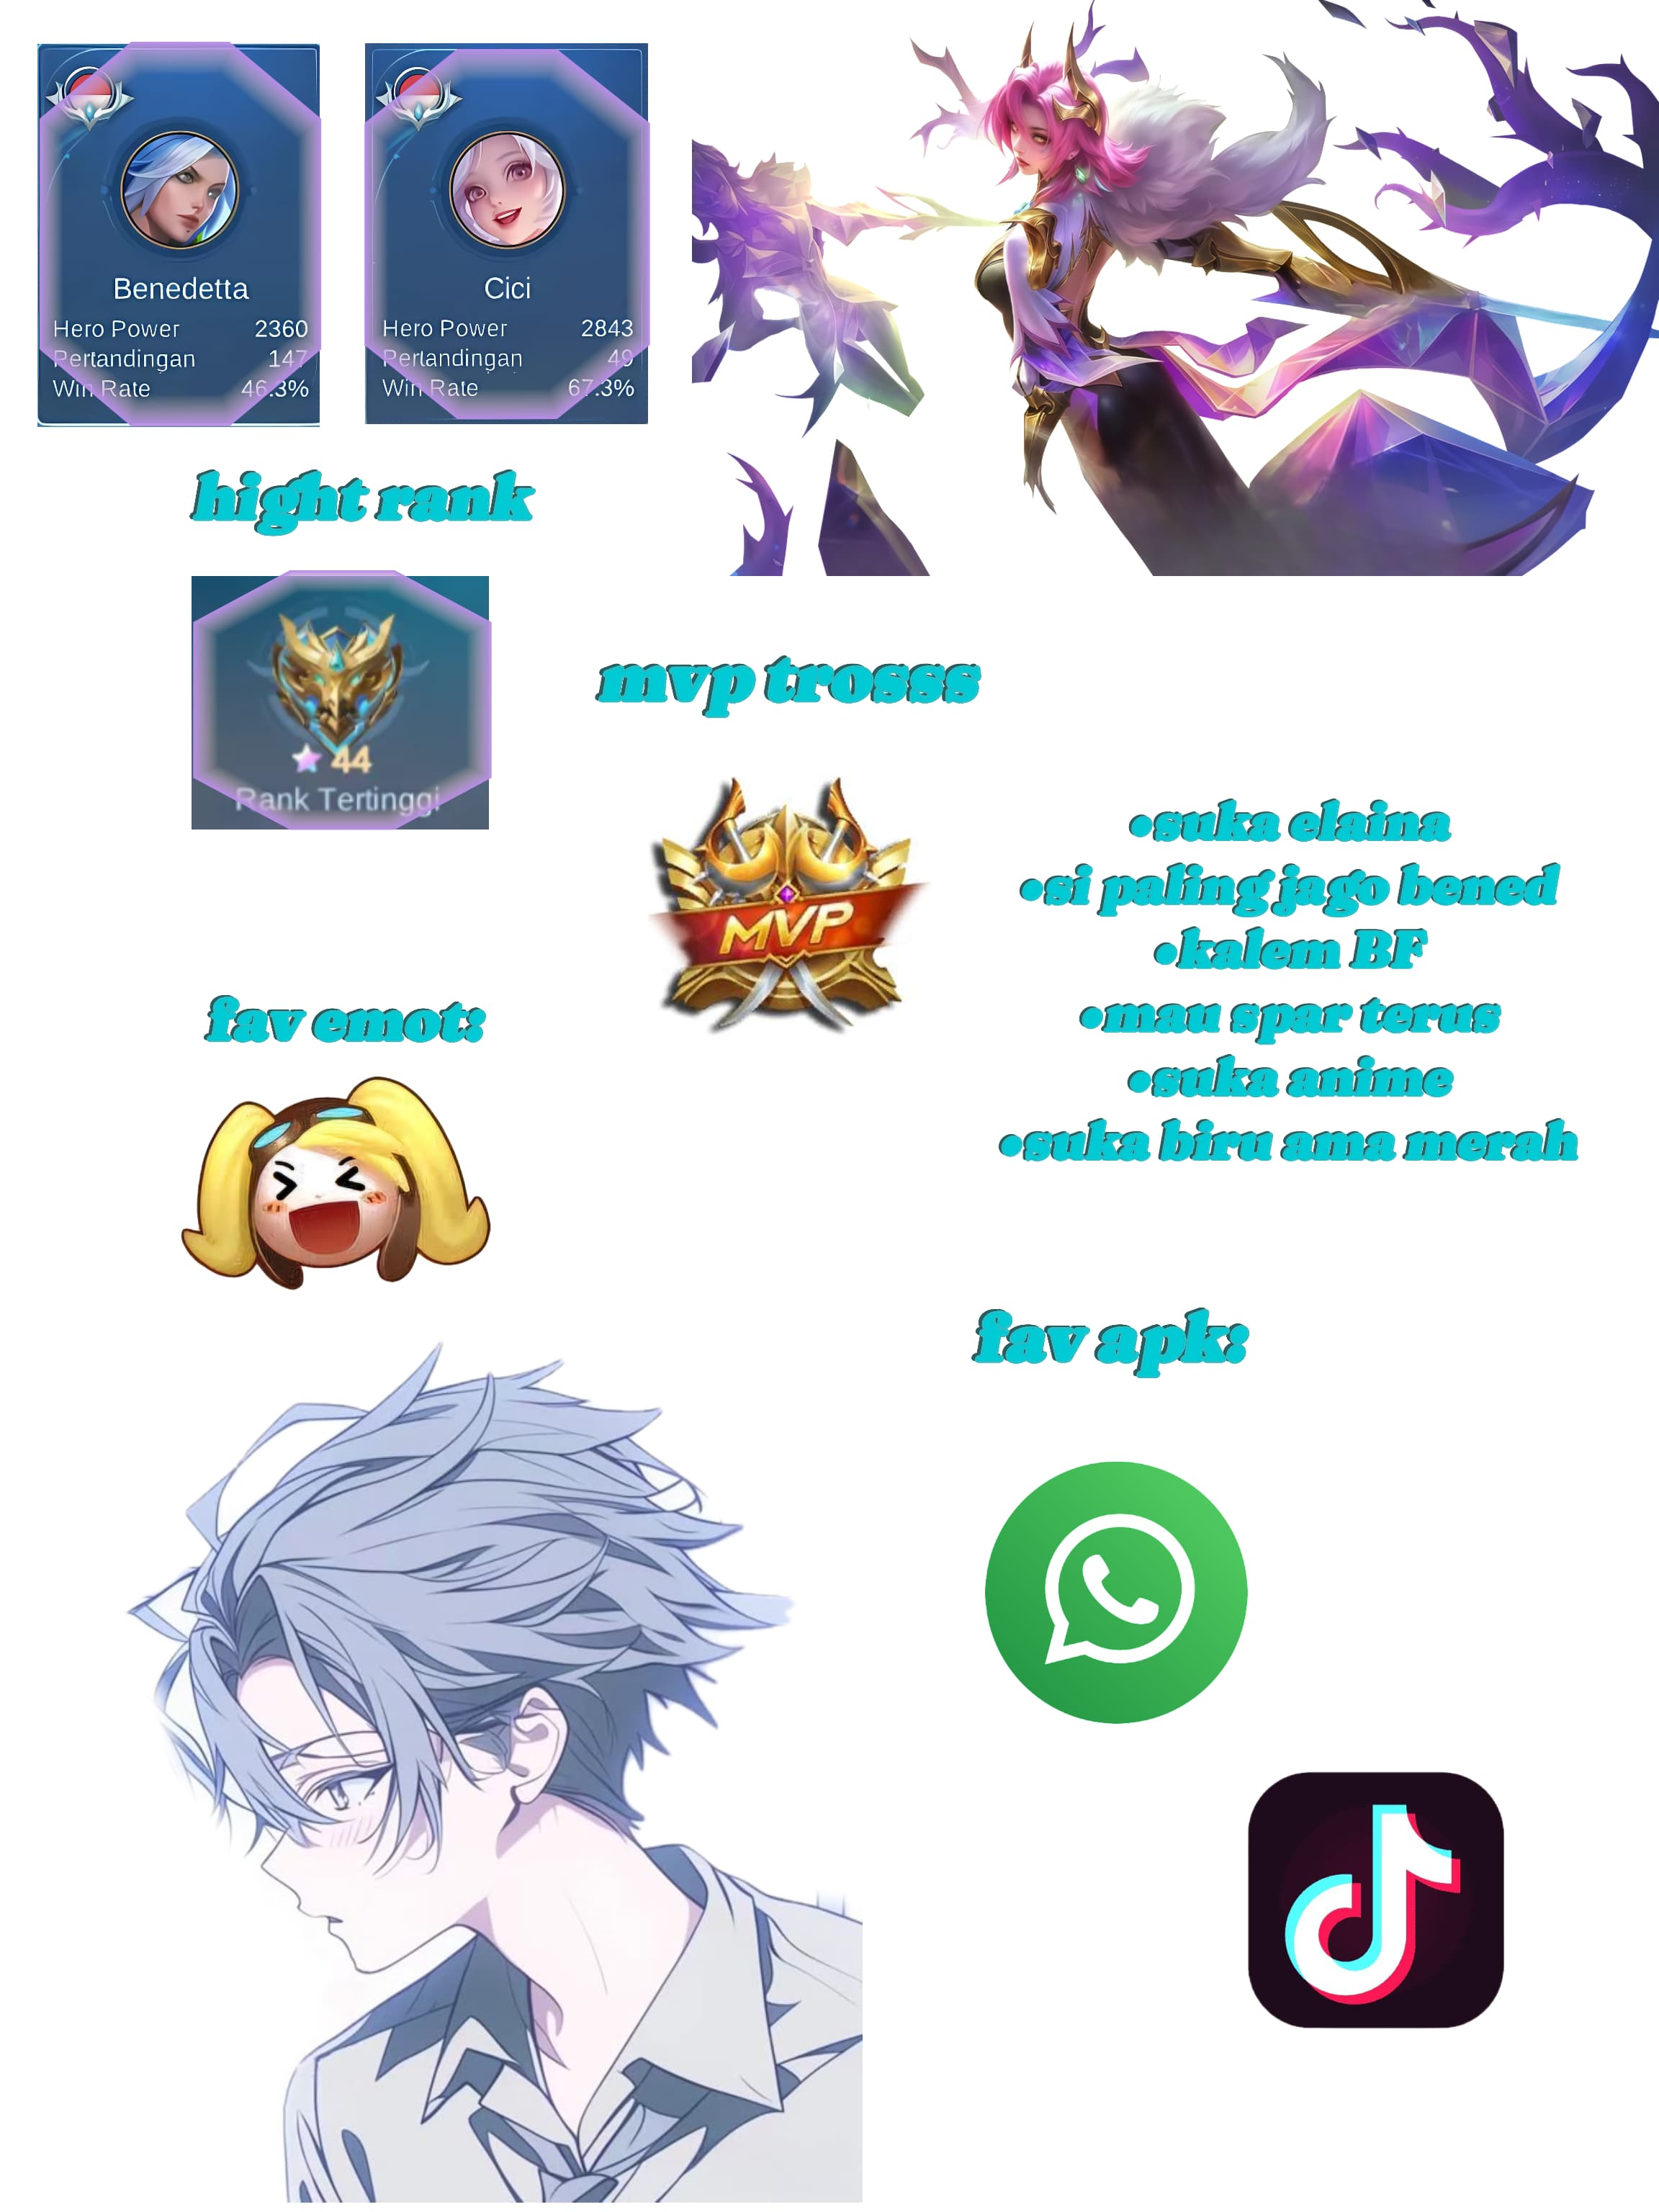 Benedetta
Hero Power 2360
Pertandingan 147
Win Rate 46.3%
Cici
Hero Power 2843
Pertandingan 49
Win Rate 67.3%
hight rank
44
Rank Tertinggi
mvp trosss
MVP
•suka elaina
•si paling jago bened
•kalem BF
•mau spar terus
•suka anime
•suka biru ama merah
fav emot:
fav apk: